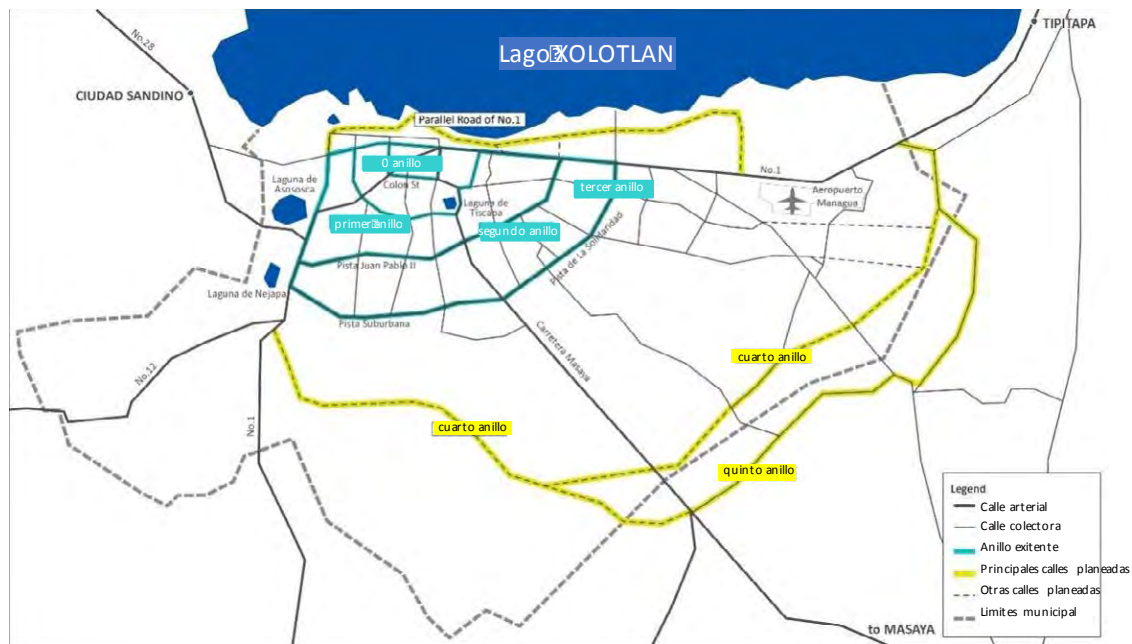 No.28
TIPITAPA
Lago XOLOTLAN
CIUDAD SANDINO
Parallel Road of No.1
0 anillo
No.1
Laguna de
Asososca
Colon St
tercer anillo
Aeropuerto
Managua
Laguna de
Tiscapa
primer anillo
segundo anillo
Pista de La Solidaridad
Pista Juan Pablo II
Laguna de Nejapa
Pista Suburbana
Carretera Masaya
cuarto anillo
No.12
No.1
cuarto anillo
quinto anillo
Legend
Calle arterial
Calle colectora
Anillo exitente
Principales calles planeadas
Otras calles planeadas
Limites municipal
to MASAYA